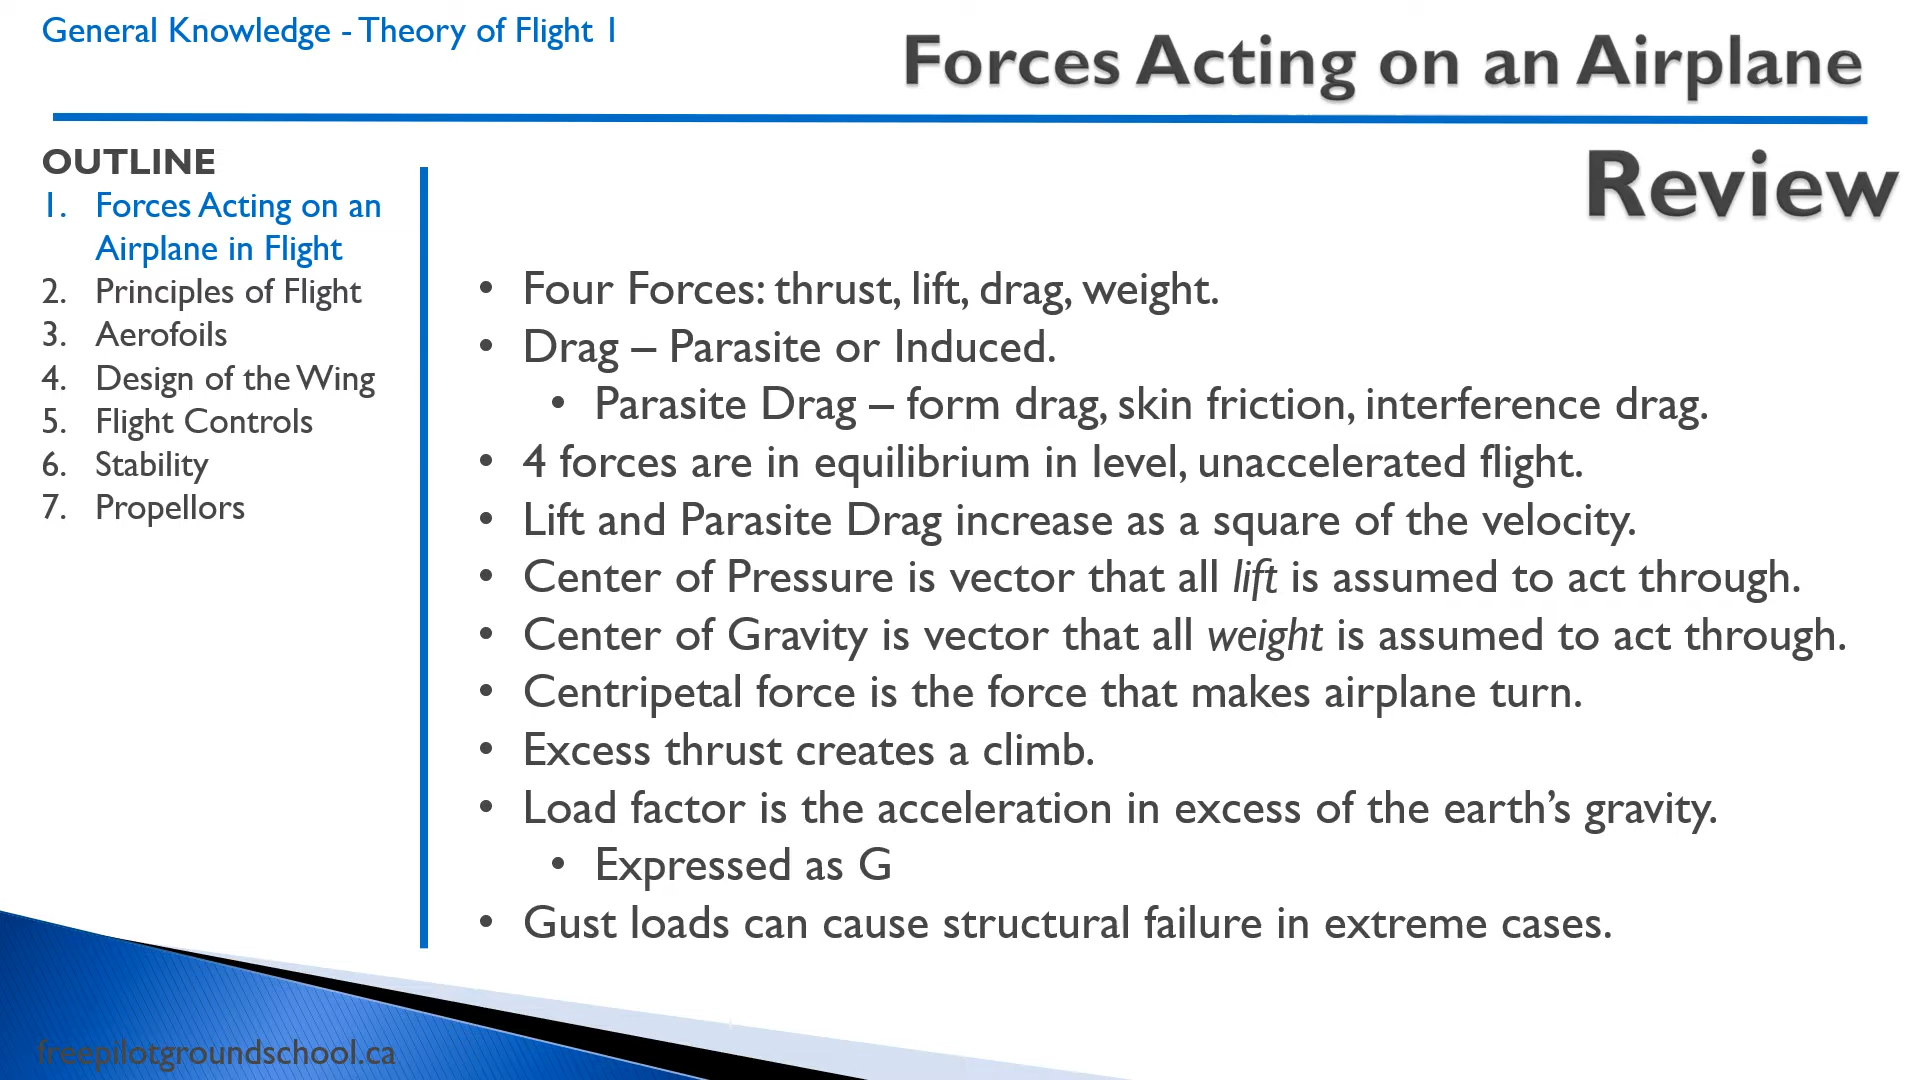 General Knowledge - Theory of Flight 1
Forces Acting on an Airplane
Review
OUTLINE
1. Forces Acting on an
Airplane in Flight
2. Principles of Flight
3. Aerofoils
4. Design of the Wing
5. Flight Controls
6. Stability
7. Propellors
• Four Forces: thrust, lift, drag, weight.
• Drag – Parasite or Induced.
• Parasite Drag – form drag, skin friction, interference drag.
• 4 forces are in equilibrium in level, unaccelerated flight.
• Lift and Parasite Drag increase as a square of the velocity.
• Center of Pressure is vector that all lift is assumed to act through.
• Center of Gravity is vector that all weight is assumed to act through.
• Centripetal force is the force that makes airplane turn.
• Excess thrust creates a climb.
• Load factor is the acceleration in excess of the earth’s gravity.
• Expressed as G
• Gust loads can cause structural failure in extreme cases.
freepilotgroundschool.ca